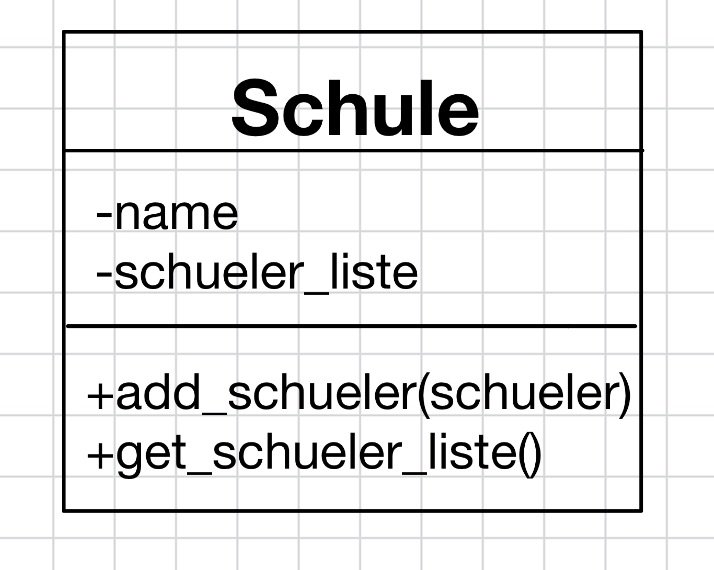 Schule
-name
-schueler_liste
+add_schueler(schueler)
+get_schueler_liste()